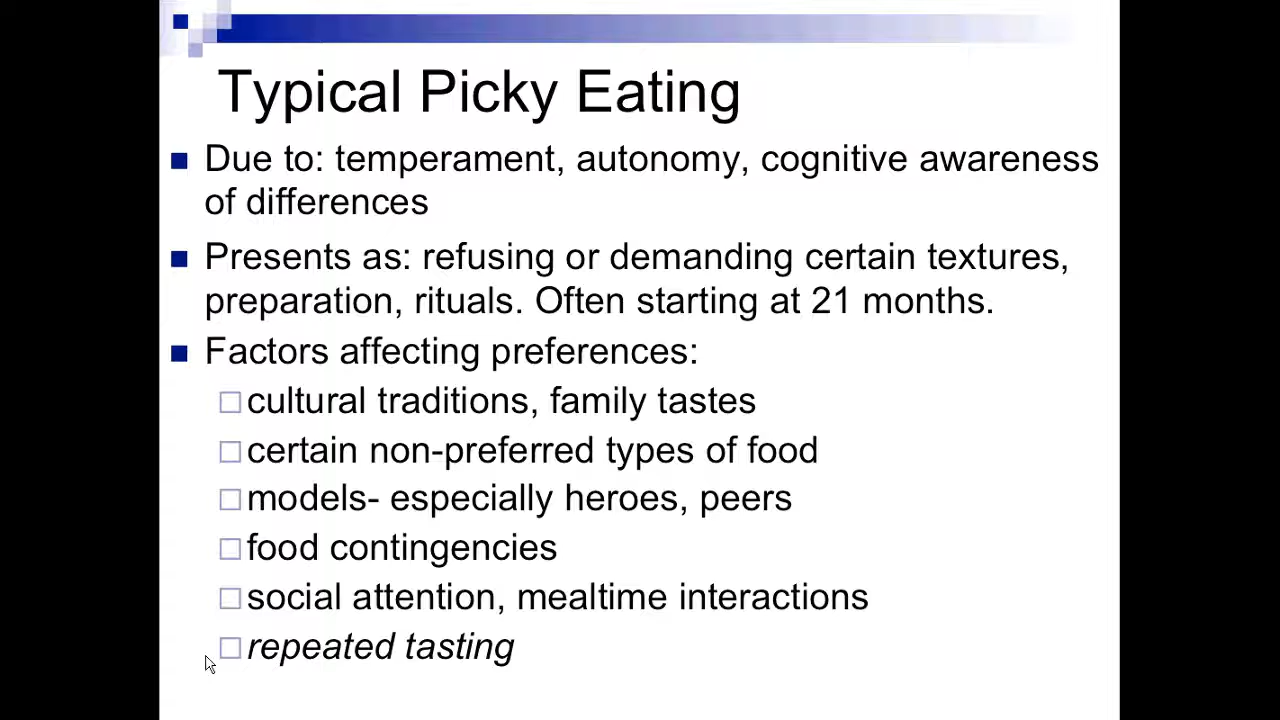 Typical Picky Eating
Due to: temperament, autonomy, cognitive awareness
of differences
Presents as: refusing or demanding certain textures,
preparation, rituals. Often starting at 21 months.
Factors affecting preferences:
cultural traditions, family tastes
certain non-preferred types of food
models- especially heroes, peers
food contingencies
social attention, mealtime interactions
repeated tasting